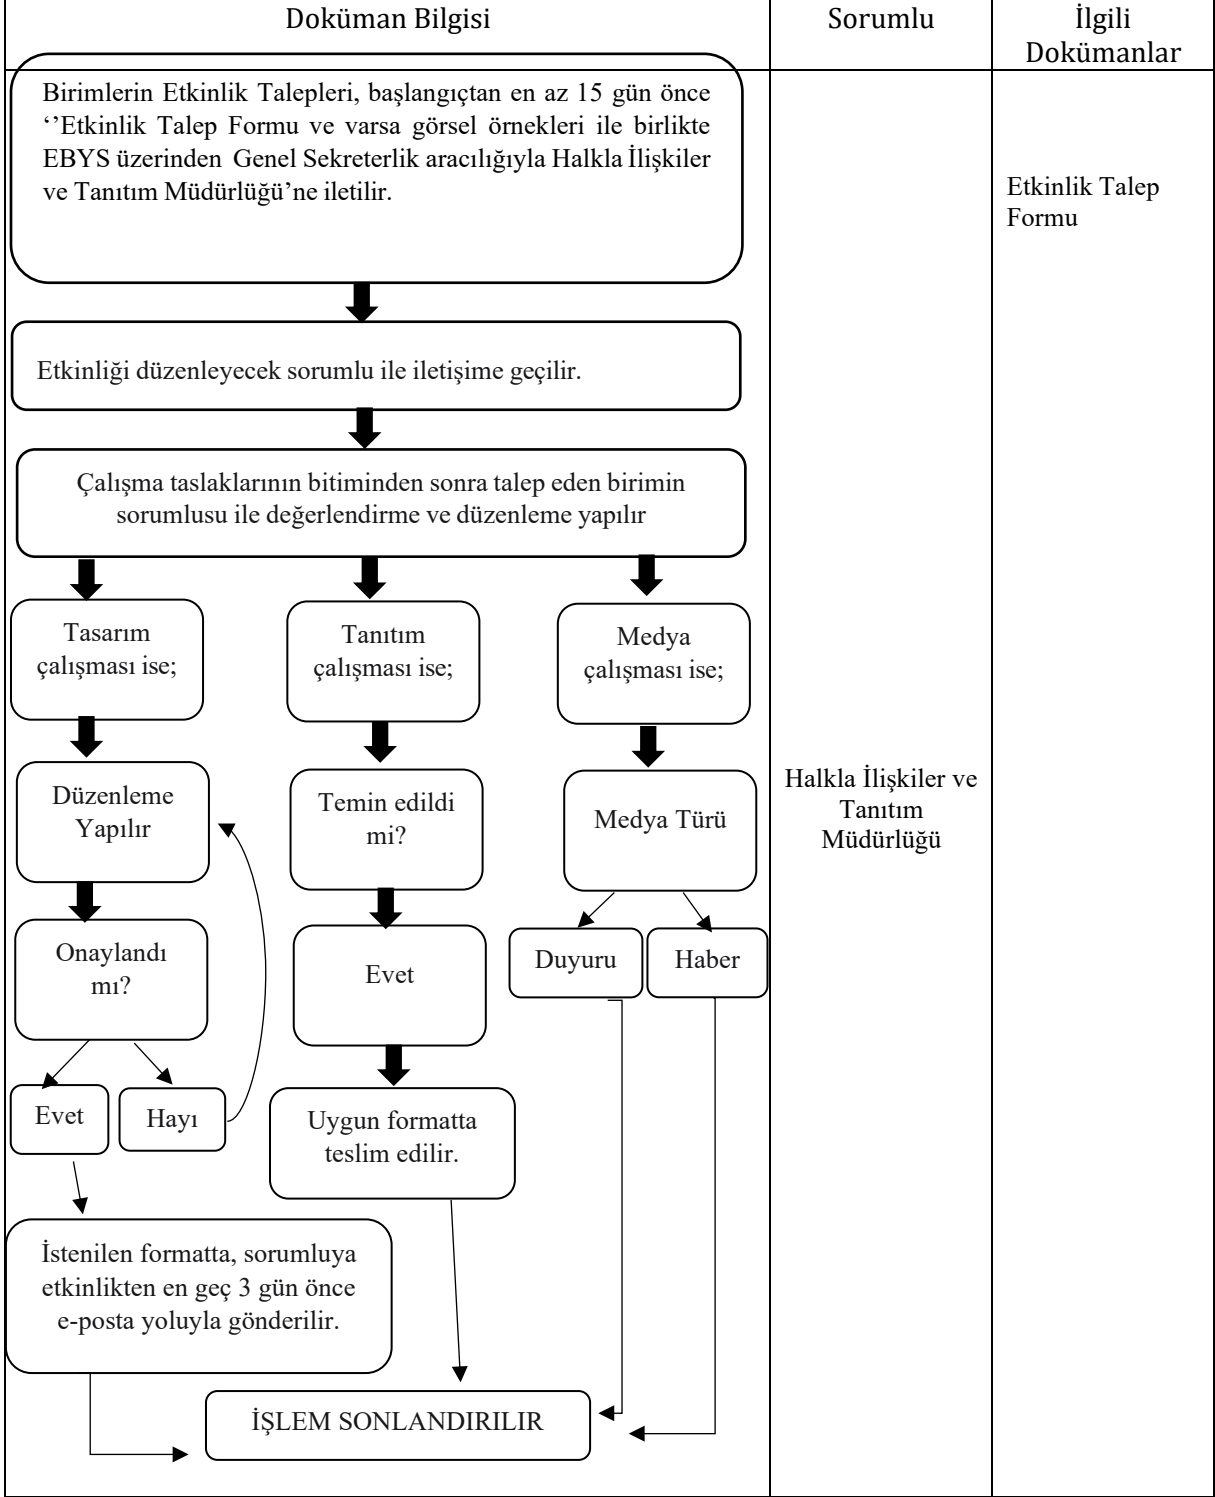 Doküman Bilgisi
Sorumlu
İlgili
Dokümanlar
Birimlerin Etkinlik Talepleri, başlangıçtan en az 15 gün önce
‘’Etkinlik Talep Formu ve varsa görsel örnekleri ile birlikte
EBYS üzerinden Genel Sekreterlik aracılığıyla Halkla İlişkiler
ve Tanıtım Müdürlüğü’ne iletilir.
Etkinlik Talep
Formu
Etkinliği düzenleyecek sorumlu ile iletişime geçilir.
Çalışma taslaklarının bitiminden sonra talep eden birimin
sorumlusu ile değerlendirme ve düzenleme yapılır
Tasarım
çalışması ise;
Tanıtım
çalışması ise;
Medya
çalışması ise;
Düzenleme
Yapılır
Temin edildi
mi?
Medya Türü
Halkla İlişkiler ve
Tanıtım
Müdürlüğü
Onaylandı
mı?
Evet
Duyuru
Haber
Evet
Hayı
Uygun formatta
teslim edilir.
İstenilen formatta, sorumluya
etkinlikten en geç 3 gün önce
e-posta yoluyla gönderilir.
İŞLEM SONLANDIRILIR